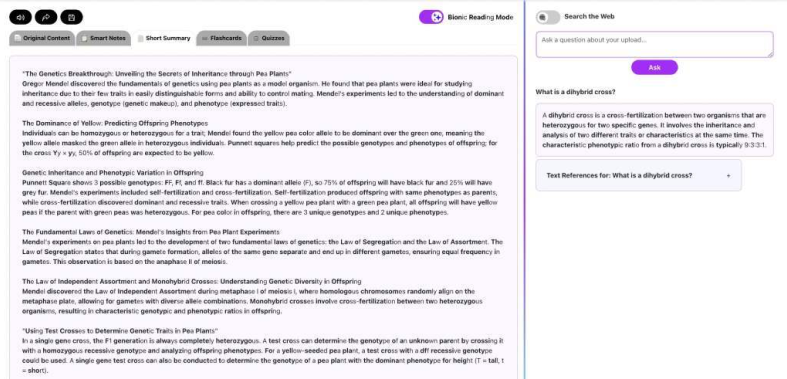 Bionic Reading Mode
Original Content
Smart Notes
Short Summary
Flashcards
Quizzes
"The Genetics Breakthrough: Unveiling the Secrets of Inheritance through Pea Plants"
Gregor Mendel discovered the fundamentals of genetics using pea plants as a model organism. He found that pea plants were ideal for studying
inheritance due to their few traits in easily distinguishable forms and ability to control mating. Mendel's experiments led to the understanding of dominant
and recessive alleles, genotype (genetic makeup), and phenotype (expressed traits).
The Dominance of Yellow: Predicting Offspring Phenotypes
Individuals can be homozygous or heterozygous for a trait; Mendel found the yellow pea color allele to be dominant over the green one, meaning the
yellow allele masked the green allele in heterozygous individuals. Punnett squares help predict the possible genotypes and phenotypes of offspring; for
the cross Yy × yy, 50% of offspring are expected to be yellow.
Genetic Inheritance and Phenotypic Variation in Offspring
Punnett Square shows 3 possible genotypes: FF, Ff, and ff. Black fur has a dominant allele (F), so 75% of offspring will have black fur and 25% will have
grey fur. Mendel's experiments included self-fertilization and cross-fertilization. Self-fertilization produced offspring with same phenotypes as parents,
while cross-fertilization discovered dominant and recessive traits. When crossing a yellow pea plant with a green pea plant, all offspring will have yellow
peas if the parent with green peas was heterozygous. For pea color in offspring, there are 3 unique genotypes and 2 unique phenotypes.
The Fundamental Laws of Genetics: Mendel's Insights from Pea Plant Experiments
Mendel's experiments on pea plants led to the development of two fundamental laws of genetics: the Law of Segregation and the Law of Assortment. The
Law of Segregation states that during gamete formation, alleles of the same gene separate and end up in different gametes, ensuring equal frequency in
gametes. This observation is based on the anaphase II of meiosis.
The Law of Independent Assortment and Monohybrid Crosses: Understanding Genetic Diversity in Offspring
Mendel discovered the Law of Independent Assortment during metaphase I of meiosis I, where homologous chromosomes randomly align on the
metaphase plate, allowing for gametes with diverse allele combinations. Monohybrid crosses involve cross-fertilization between two heterozygous
organisms, resulting in characteristic genotypic and phenotypic ratios in offspring.
"Using Test Crosses to Determine Genetic Traits in Pea Plants"
In a single gene cross, the F1 generation is always completely heterozygous. A test cross can determine the genotype of an unknown parent by crossing it
with a homozygous recessive genotype and analyzing offspring phenotypes. For a yellow-seeded pea plant, a test cross with a dff recessive genotype
could be used. A single gene test cross can also be conducted to determine the genotype of a pea plant with the dominant phenotype for height (T = tall, t
= short).
Search the Web
Ask a question about your upload...
Ask
What is a dihybrid cross?
A dihybrid cross is a cross-fertilization between two organisms that are
heterozygous for two specific genes. It involves the inheritance and
analysis of two different traits or characteristics at the same time. The
characteristic phenotypic ratio from a dihybrid cross is typically 9:3:3:1.
Text References for: What is a dihybrid cross? +